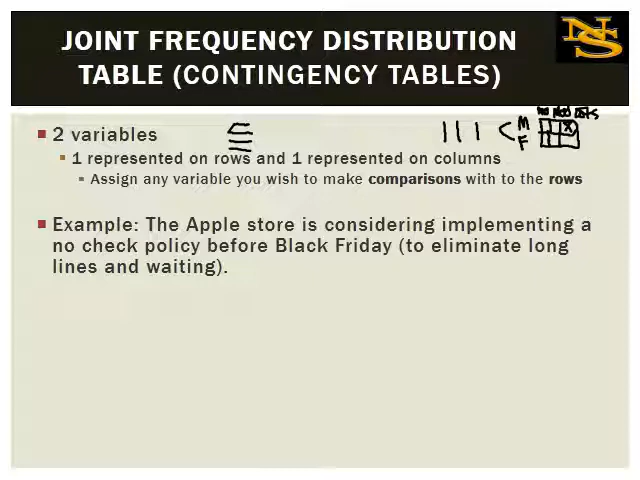 JOINT FREQUENCY DISTRIBUTION
TABLE (CONTINGENCY TABLES)
NS
2 variables
M
F
X
1 represented on rows and 1 represented on columns
Assign any variable you wish to make comparisons with to the rows
Example: The Apple store is considering implementing a
no check policy before Black Friday (to eliminate long
lines and waiting).